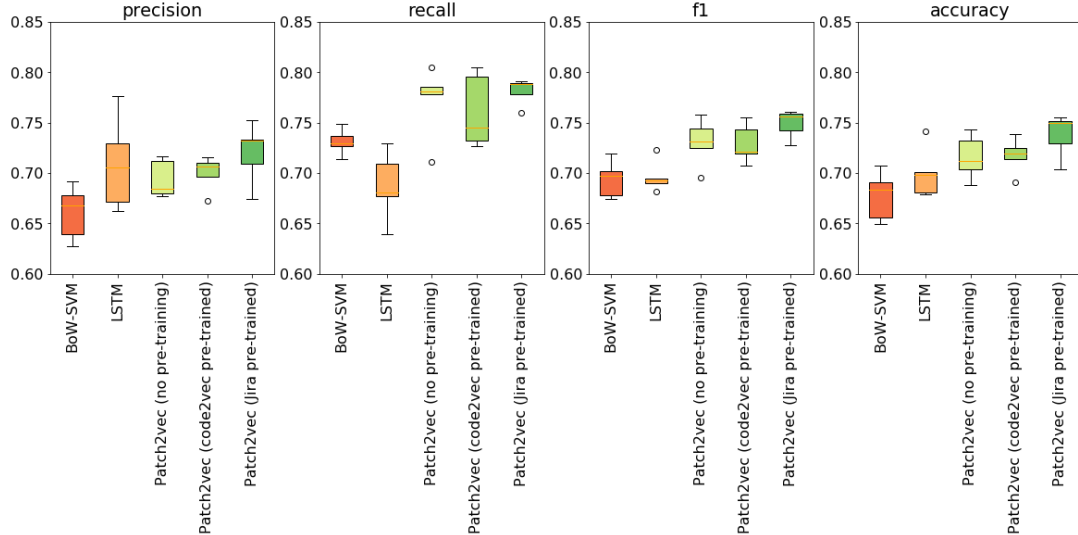 precision
recall
f1
accuracy
0.85
0.80
0.75
0.70
0.65
0.60
BoW-SVM
LSTM
Patch2vec (no pre-training)
Patch2vec (code2vec pre-trained)
Patch2vec (Jira pre-trained)
0.85
0.80
0.75
0.70
0.65
0.60
BoW-SVM
LSTM
Patch2vec (no pre-training)
Patch2vec (code2vec pre-trained)
Patch2vec (Jira pre-trained)
0.85
0.80
0.75
0.70
0.65
0.60
BoW-SVM
LSTM
Patch2vec (no pre-training)
Patch2vec (code2vec pre-trained)
Patch2vec (Jira pre-trained)
0.85
0.80
0.75
0.70
0.65
0.60
BoW-SVM
LSTM
Patch2vec (no pre-training)
Patch2vec (code2vec pre-trained)
Patch2vec (Jira pre-trained)